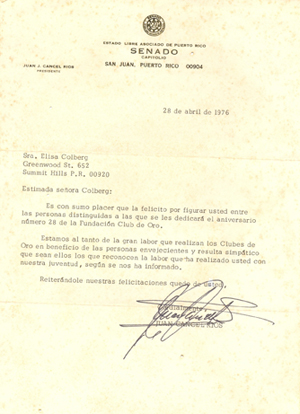 ESTADO LIBRE ASOCIADO DE PUERTO RICO
SENADO
CAPITOLIO
JUAN J. CANCEL RIOS
PRESIDENTE
SAN JUAN, PUERTO RICO 00904
28 de abril de 1976
Sra. Elisa Colberg
Greenwood St. 652
Summit Hills P.R. 00920
Estimada señora Colberg:
Es con sumo placer que la felicito por figurar usted entre
las personas distinguidas a las que se les dedicará el aniversario
número 28 de la Fundación Club de Oro.
Estamos al tanto de la gran labor que realizan los Clubes de
Oro en beneficio de las personas envejecientes y resulta simpático
que sean ellos los que reconocen la labor que ha realizado usted con
nuestra juventud, según se nos ha informado.
Reiterándole nuestras felicitaciones quedo de usted,
JUAN CANCEL RIOS